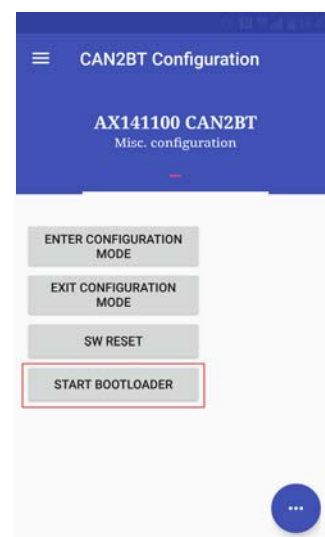 CAN2BT Configuration
AX141100 CAN2BT
Misc. configuration
ENTER CONFIGURATION
MODE
EXIT CONFIGURATION
MODE
SW RESET
START BOOTLOADER